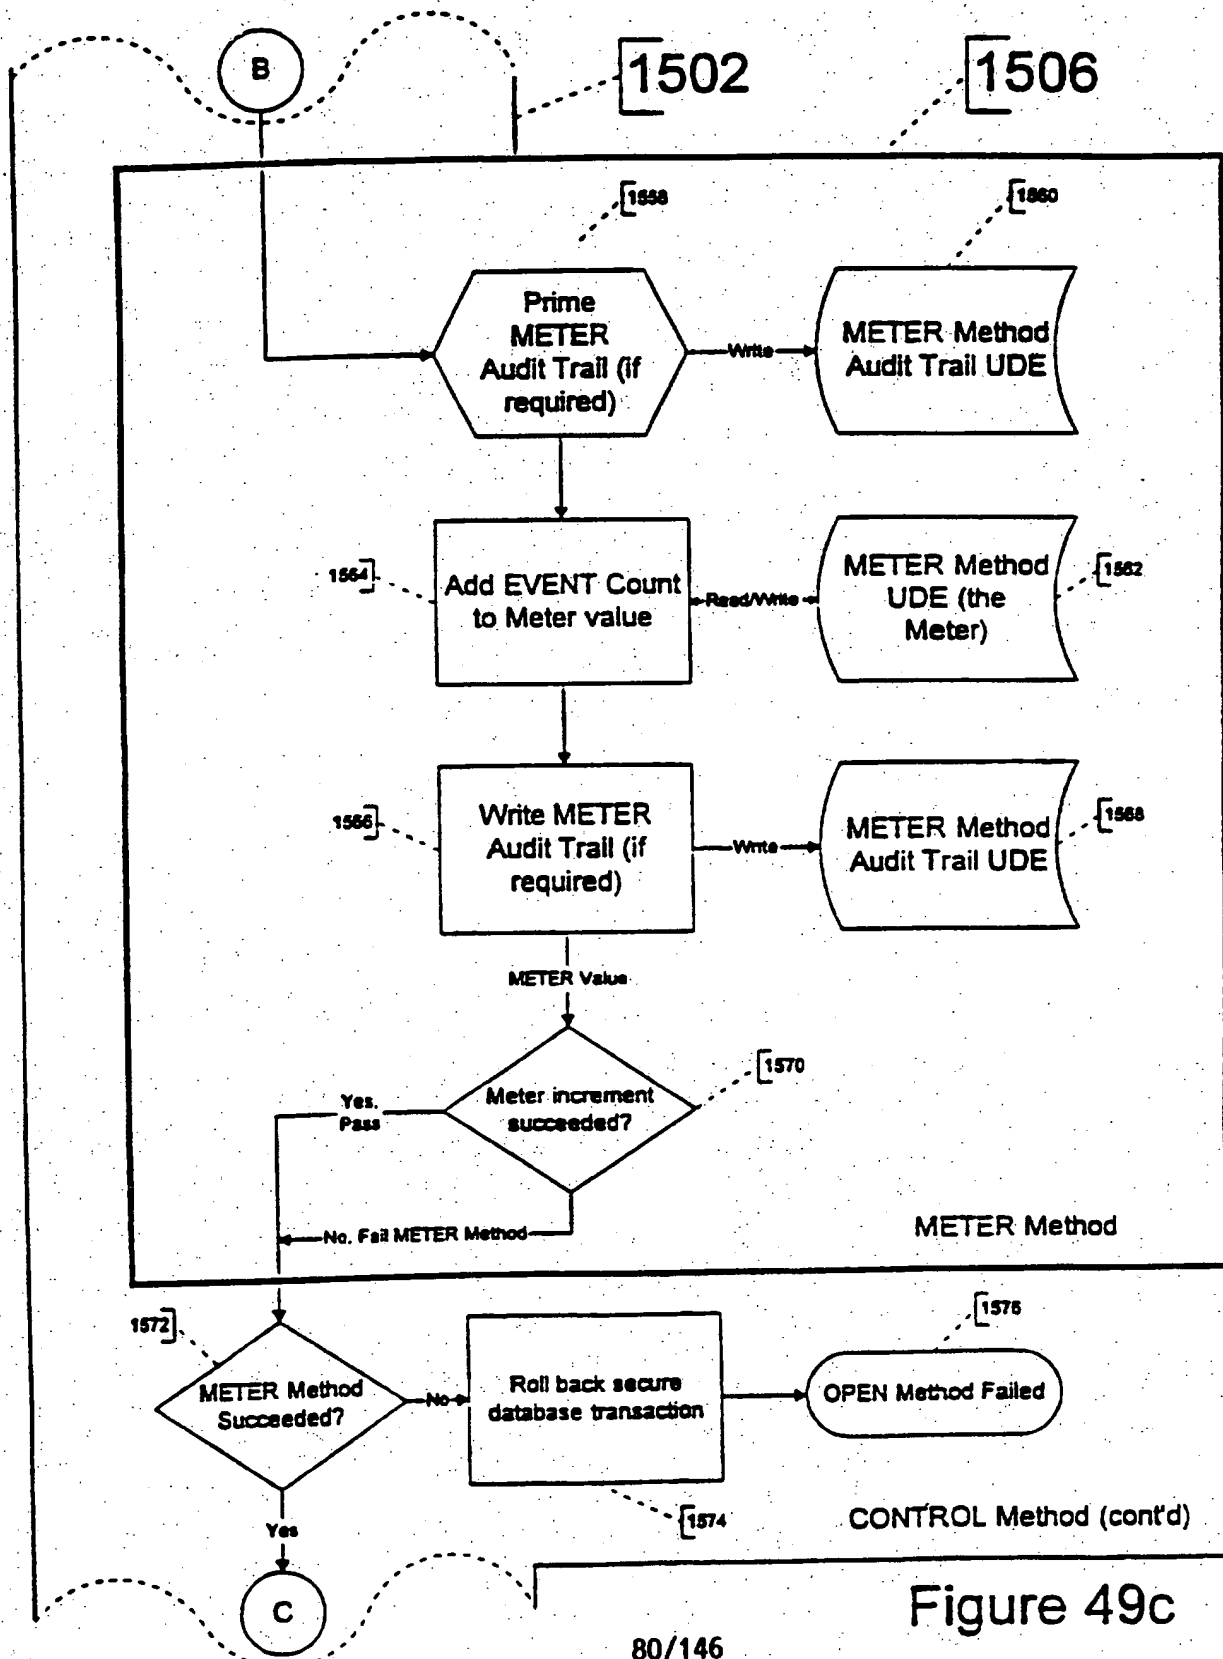 B
1502
1506
1558
1560
Prime
METER
Audit Trail (if
required)
Write
METER Method
Audit Trail UDE
1564
Add EVENT Count
to Meter value
Read/Write
METER Method
UDE (the
Meter)
1562
1566
Write METER
Audit Trail (if
required)
Write
METER Method
Audit Trail UDE
1568
METER Value
Meter increment
succeeded?
1570
Yes.
Pass
No. Fail METER Method
METER Method
1572
METER Method
Succeeded?
No
Roll back secure
database transaction
1576
OPEN Method Failed
1574
CONTROL Method (cont'd)
Yes
C
Figure 49c
80/146